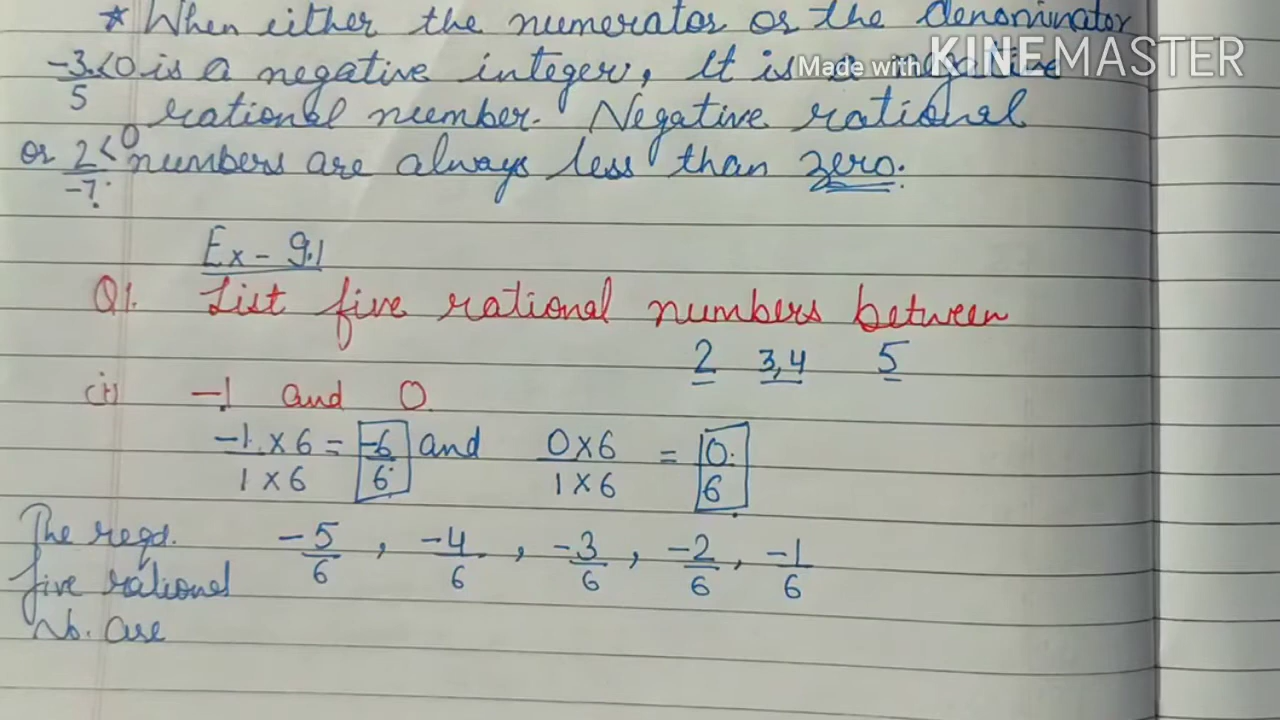 * When either the numerator or the denominator
-3/5 <0 is a negative integer, It is a negative
Made with KINEMASTER
rational number. Negative rational
or 2/-7 <0 numbers are always less than zero.
Ex - 9.1
Q1. List five rational numbers between
2 3,4 5
(i) -1 and 0
-1 × 6 / 1 × 6 = -6/6 and 0×6 / 1×6 = 0/6
The reqd. -5/6 , -4/6 , -3/6 , -2/6 , -1/6
five rational
No. are